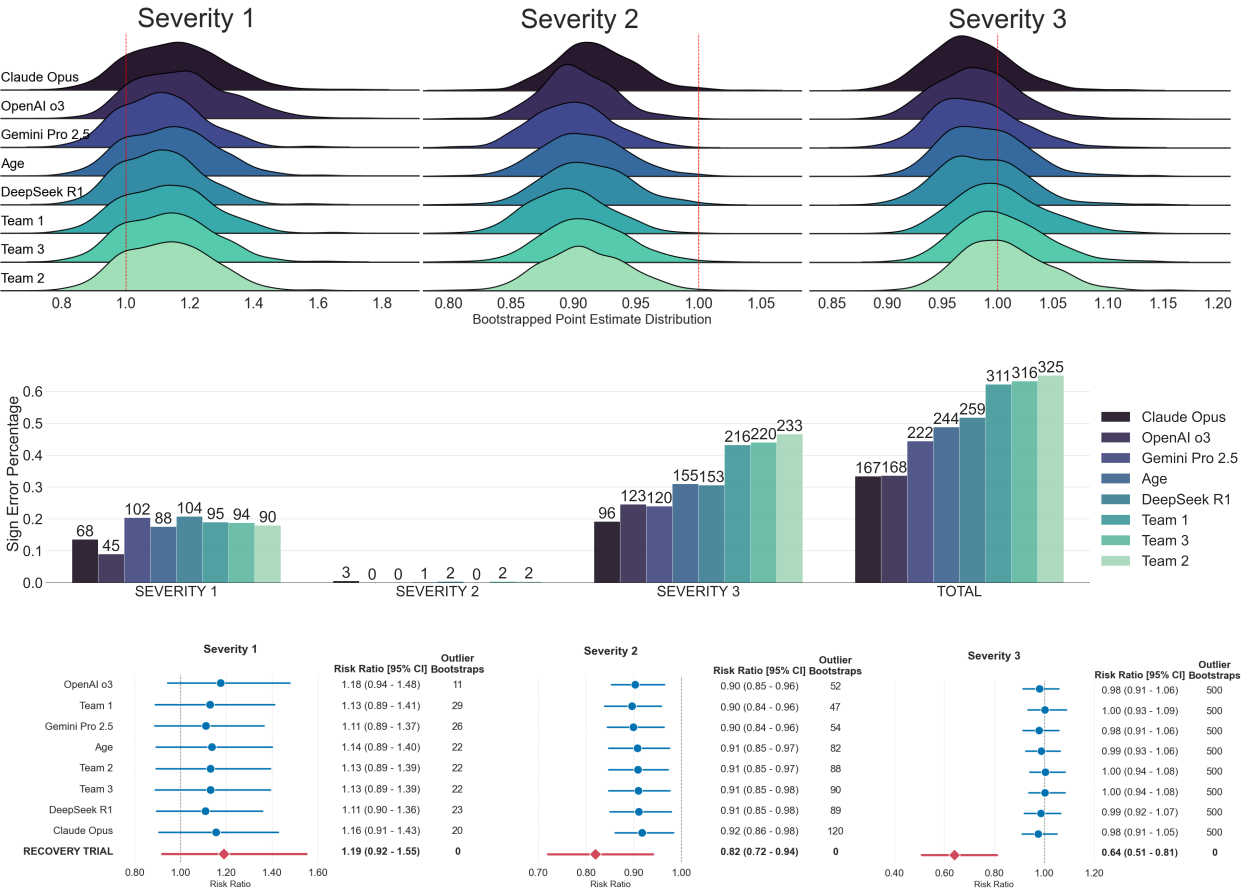 Severity 1 Severity 2 Severity 3
Claude Opus
OpenAI o3
Gemini Pro 2.5
Age
DeepSeek R1
Team 1
Team 3
Team 2
0.8 1.0 1.2 1.4 1.6 1.8 0.80 0.85 0.90 0.95 1.00 1.05 0.85 0.90 0.95 1.00 1.05 1.10 1.15 1.20
Bootstrapped Point Estimate Distribution
Sign Error Percentage
0.6
0.5
0.4
0.3
0.2
0.1
0.0
68 45 102 88 104 95 94 90
3 0 0 1 2 0 2 2
96 123 120 155 153 216 220 233
167 168 222 244 259 311 316 325
SEVERITY 1 SEVERITY 2 SEVERITY 3 TOTAL
Claude Opus
OpenAI o3
Gemini Pro 2.5
Age
DeepSeek R1
Team 1
Team 3
Team 2
Severity 1 Severity 2 Severity 3
Risk Ratio [95% CI] Outlier Bootstraps Risk Ratio [95% CI] Outlier Bootstraps Risk Ratio [95% CI] Outlier Bootstraps
OpenAI o3 1.18 (0.94 - 1.48) 11 0.90 (0.85 - 0.96) 52 0.98 (0.91 - 1.06) 500
Team 1 1.13 (0.89 - 1.41) 29 0.90 (0.84 - 0.96) 47 1.00 (0.93 - 1.09) 500
Gemini Pro 2.5 1.11 (0.89 - 1.37) 26 0.90 (0.84 - 0.96) 54 0.98 (0.91 - 1.06) 500
Age 1.14 (0.89 - 1.40) 22 0.91 (0.85 - 0.97) 82 0.99 (0.93 - 1.06) 500
Team 2 1.13 (0.89 - 1.39) 22 0.91 (0.85 - 0.97) 88 1.00 (0.94 - 1.08) 500
Team 3 1.13 (0.89 - 1.39) 22 0.91 (0.85 - 0.98) 90 1.00 (0.94 - 1.08) 500
DeepSeek R1 1.11 (0.90 - 1.36) 23 0.91 (0.85 - 0.98) 89 0.99 (0.92 - 1.07) 500
Claude Opus 1.16 (0.91 - 1.43) 20 0.92 (0.86 - 0.98) 120 0.98 (0.91 - 1.05) 500
RECOVERY TRIAL 1.19 (0.92 - 1.55) 0 0.82 (0.72 - 0.94) 0 0.64 (0.51 - 0.81) 0
0.80 1.00 1.20 1.40 1.60 0.70 0.80 0.90 1.00 0.40 0.60 0.80 1.00 1.20
Risk Ratio Risk Ratio Risk Ratio